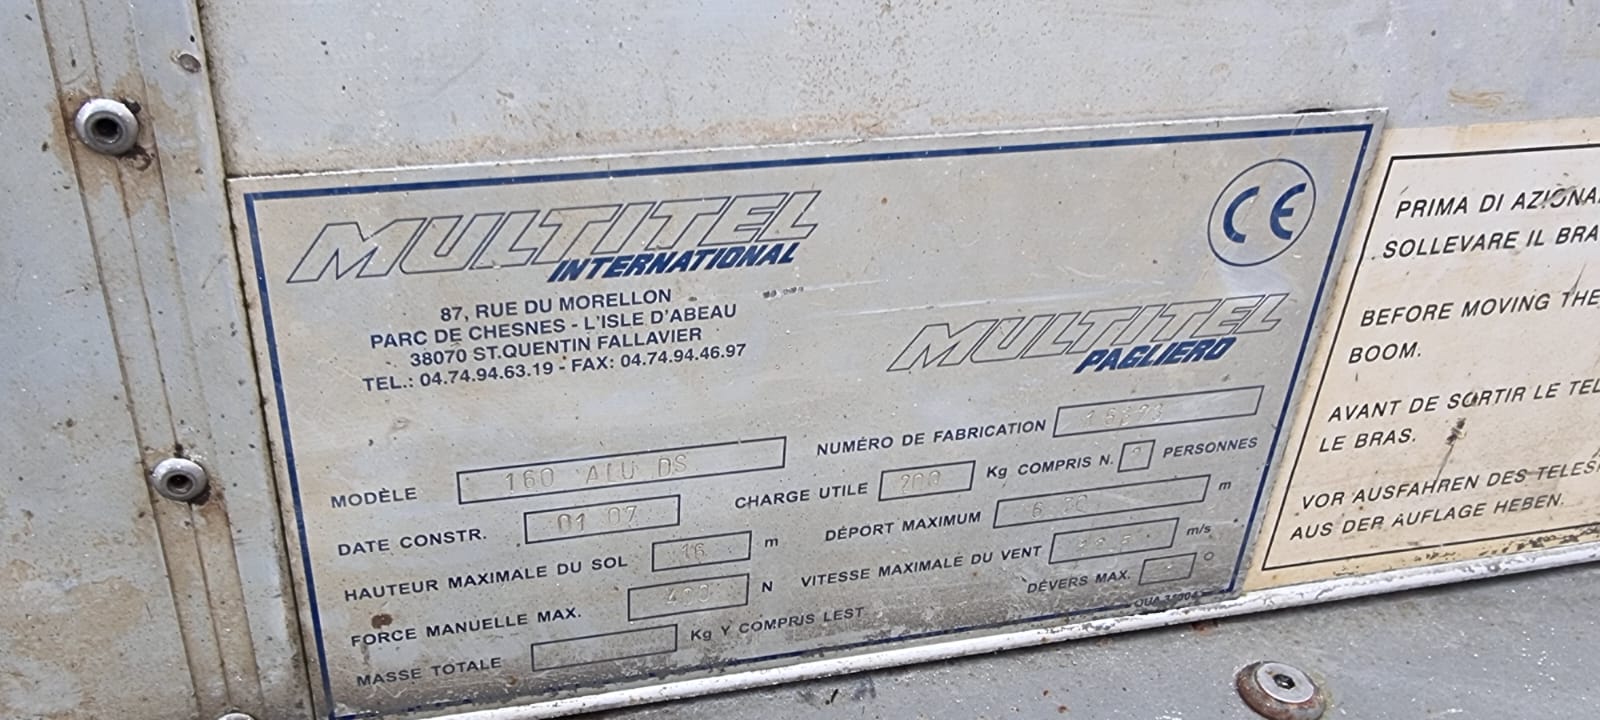 MULTITEL
INTERNATIONAL
87, RUE DU MORELLON
PARC DE CHESNES - L'ISLE D'ABEAU
38070 ST.QUENTIN FALLAVIER
TEL.: 04.74.94.63.19 - FAX: 04.74.94.46.97
CE
MULTITEL
PAGLIERO
MODÈLE 160 ALU DS
NUMÉRO DE FABRICATION
DATE CONSTR. 01 07
CHARGE UTILE 200 Kg COMPRIS N. 2 PERSONNES
HAUTEUR MAXIMALE DU SOL 16 m
DÉPORT MAXIMUM m
FORCE MANUELLE MAX. 400 N
VITESSE MAXIMALE DU VENT 12.5 m/s
MASSE TOTALE Kg Y COMPRIS LEST
DÉVERS MAX. °
PRIMA DI AZIONA
SOLLEVARE IL BRA
BEFORE MOVING THE
BOOM.
AVANT DE SORTIR LE TEL
LE BRAS.
VOR AUSFAHREN DES TELES
AUS DER AUFLAGE HEBEN.